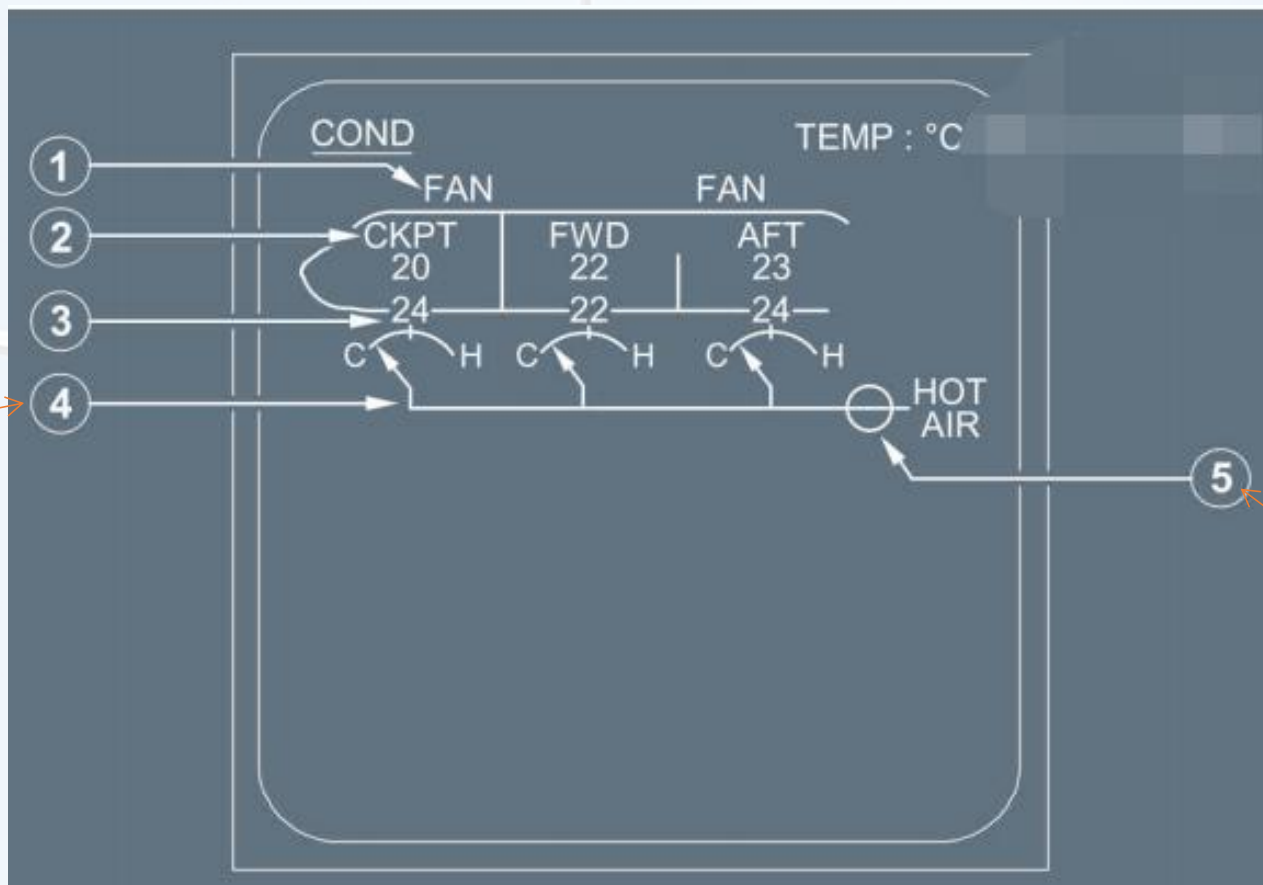 COND TEMP : °C
1
FAN FAN
2
CKPT FWD AFT
20 22 23
3
24 22 24
C H C H C H
4
HOT
AIR
5